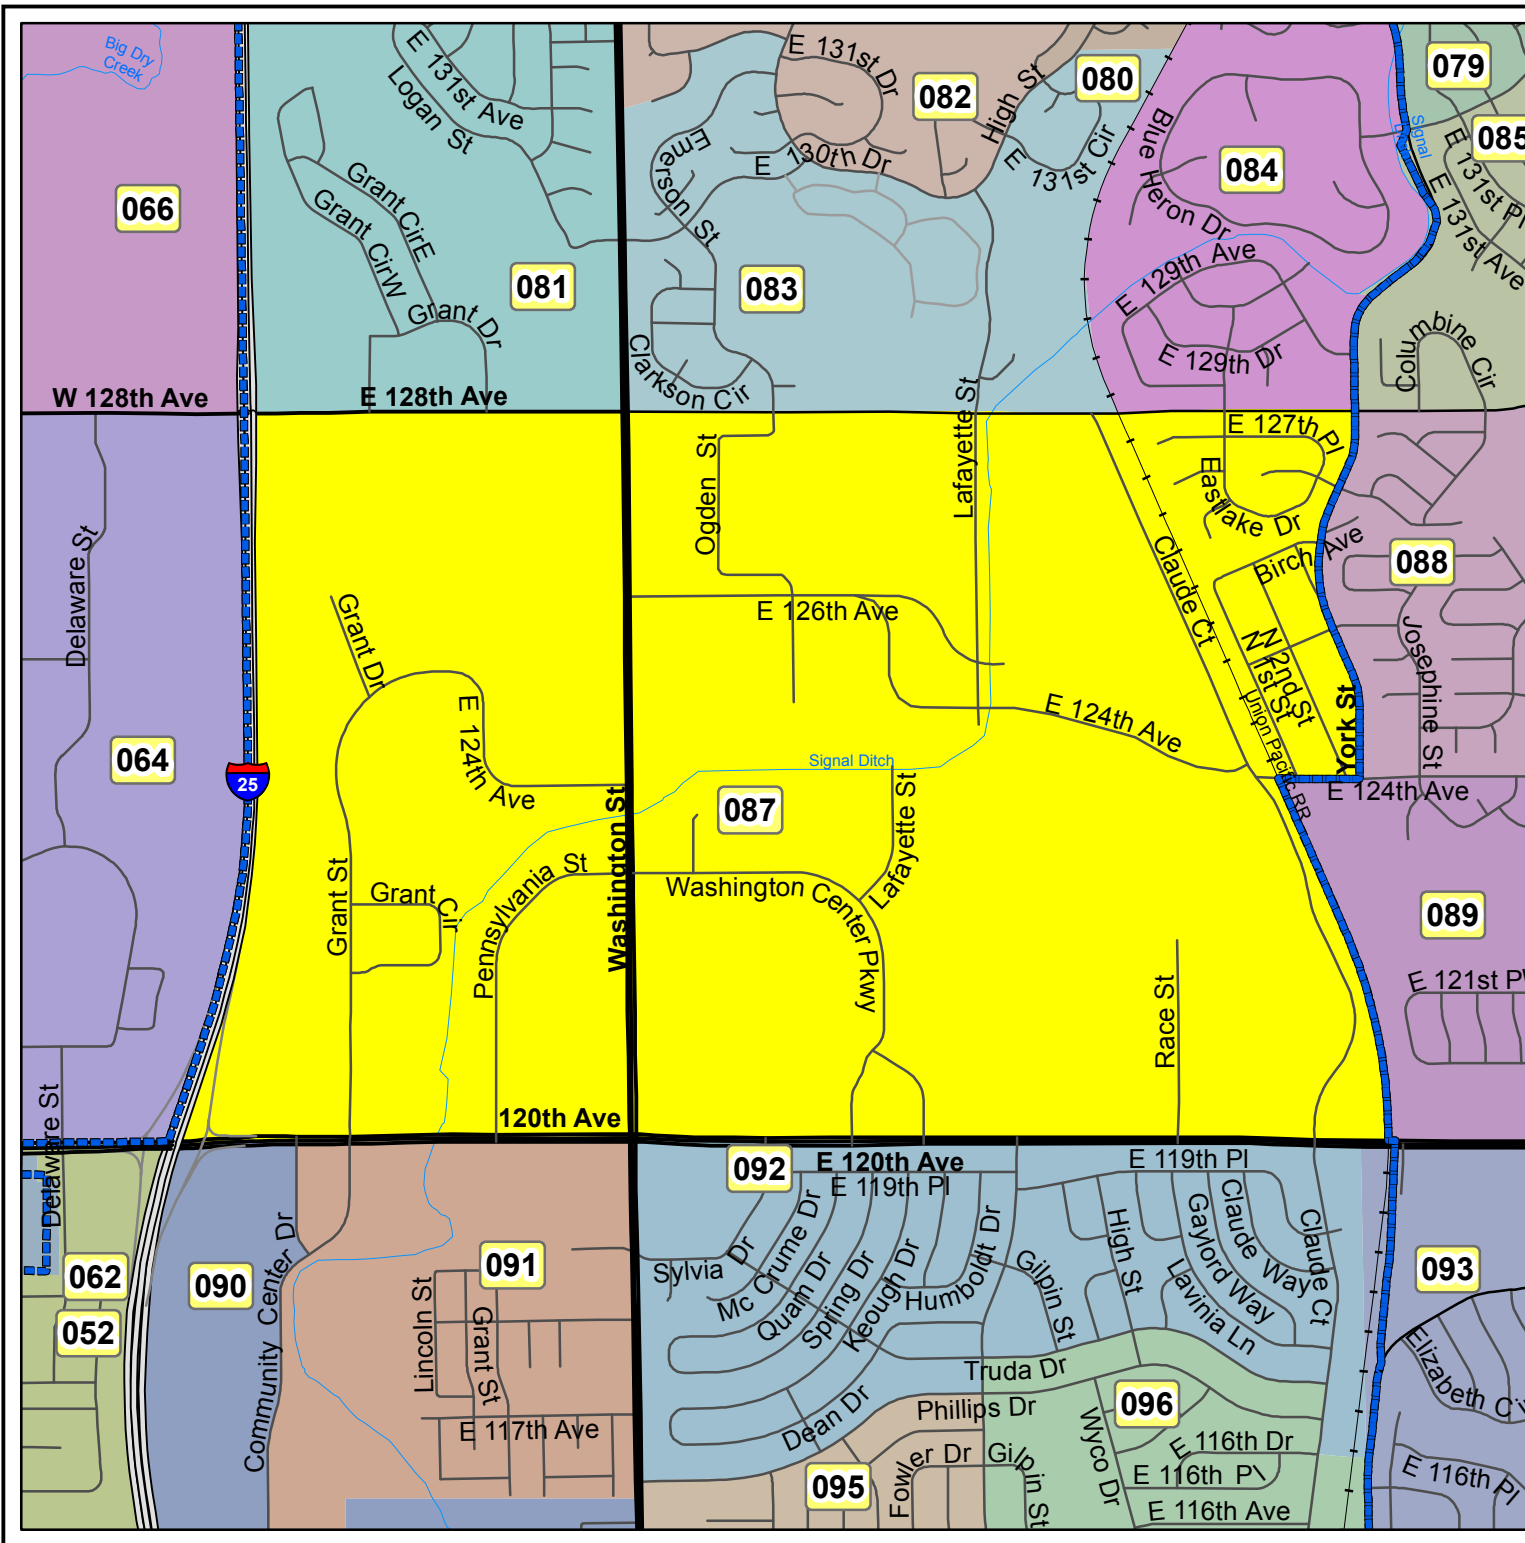 Big Dry
Creek
E 131st Ave
Logan St
E 131st Dr
082
High St
080
079
Signal
085
E 131st Pl
E 131st Ave
Emerson St
E 130th Dr
E 131st Cir
Blue Heron Dr
084
066
Grant Cir E
Grant Cir W
081
083
Grant Dr
E 129th Ave
E 129th Dr
Columbine Cir
Clarkson Cir
W 128th Ave
E 128th Ave
Lafayette St
Ogden St
E 127th Pl
Eastlake Dr
Birch Ave
088
Delaware St
Claude Ct
Grant Dr
E 126th Ave
N 2nd St
N 1st St
Josephine St
E 124th Ave
E 124th Ave
Union Pacific RR
York St
064
25
Signal Ditch
E 124th Ave
087
Lafayette St
Washington St
Grant St
Grant Cir
Pennsylvania St
Washington Center Pkwy
089
E 121st P
Race St
Delaware St
120th Ave
092
E 120th Ave
E 119th Pl
E 119th Pl
062
052
090
Community Center Dr
091
Lincoln St
Grant St
E 117th Ave
Sylvia Dr
Mc Crume Dr
Quam Dr
Spring Dr
Keough Dr
Humboldt Dr
Gilpin St
High St
Gaylord Way
Claude Way
Lavinia Ln
Claude Ct
093
Elizabeth Ci
Truda Dr
Dean Dr
Phillips Dr
096
Wyco Dr
095
Fowler Dr
Gilpin St
E 116th Dr
E 116th Pl
E 116th Ave
E 116th Pl